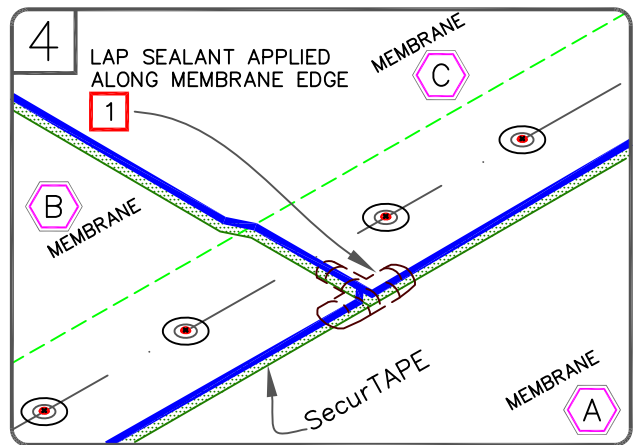 4
LAP SEALANT APPLIED
ALONG MEMBRANE EDGE
1
MEMBRANE
C
B
MEMBRANE
SecurTAPE
MEMBRANE
A